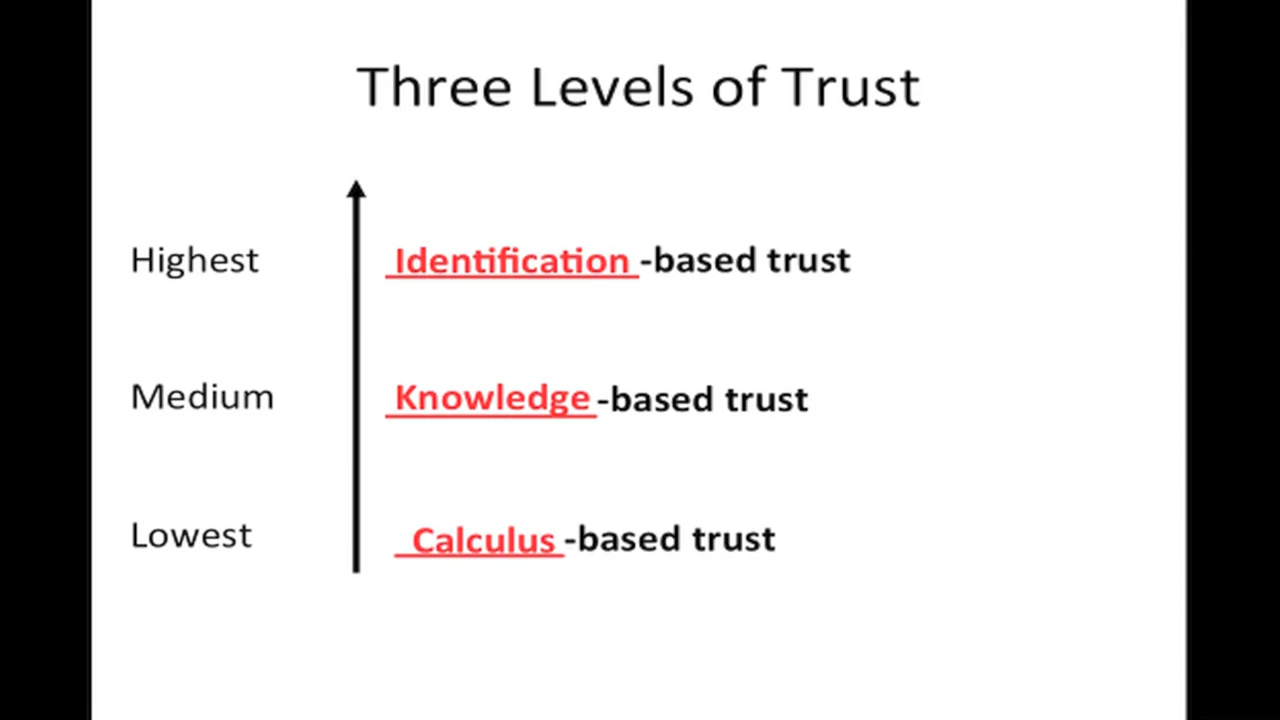 Three Levels of Trust
Highest Identification-based trust
Medium Knowledge-based trust
Lowest Calculus-based trust